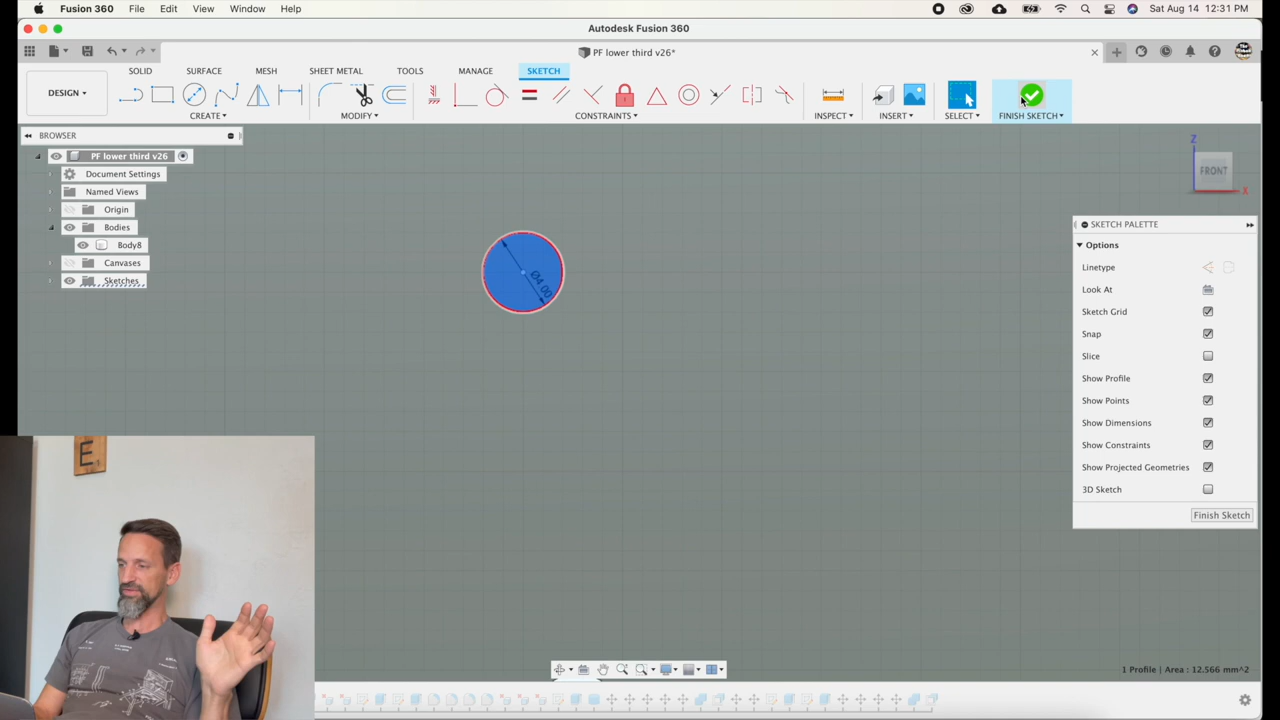 Fusion 360 File Edit View Window Help
Sat Aug 14 12:31 PM
Autodesk Fusion 360
PF lower third v26*
SOLID SURFACE MESH SHEET METAL TOOLS MANAGE SKETCH
DESIGN
CREATE MODIFY CONSTRAINTS INSPECT INSERT SELECT FINISH SKETCH
BROWSER
PF lower third v26
Document Settings
Named Views
Origin
Bodies
Body8
Canvases
Sketches
Ø4.00
Z
FRONT
X
SKETCH PALETTE
Options
Linetype
Look At
Sketch Grid
Snap
Slice
Show Profile
Show Points
Show Dimensions
Show Constraints
Show Projected Geometries
3D Sketch
Finish Sketch
E
1 Profile | Area : 12.566 mm^2